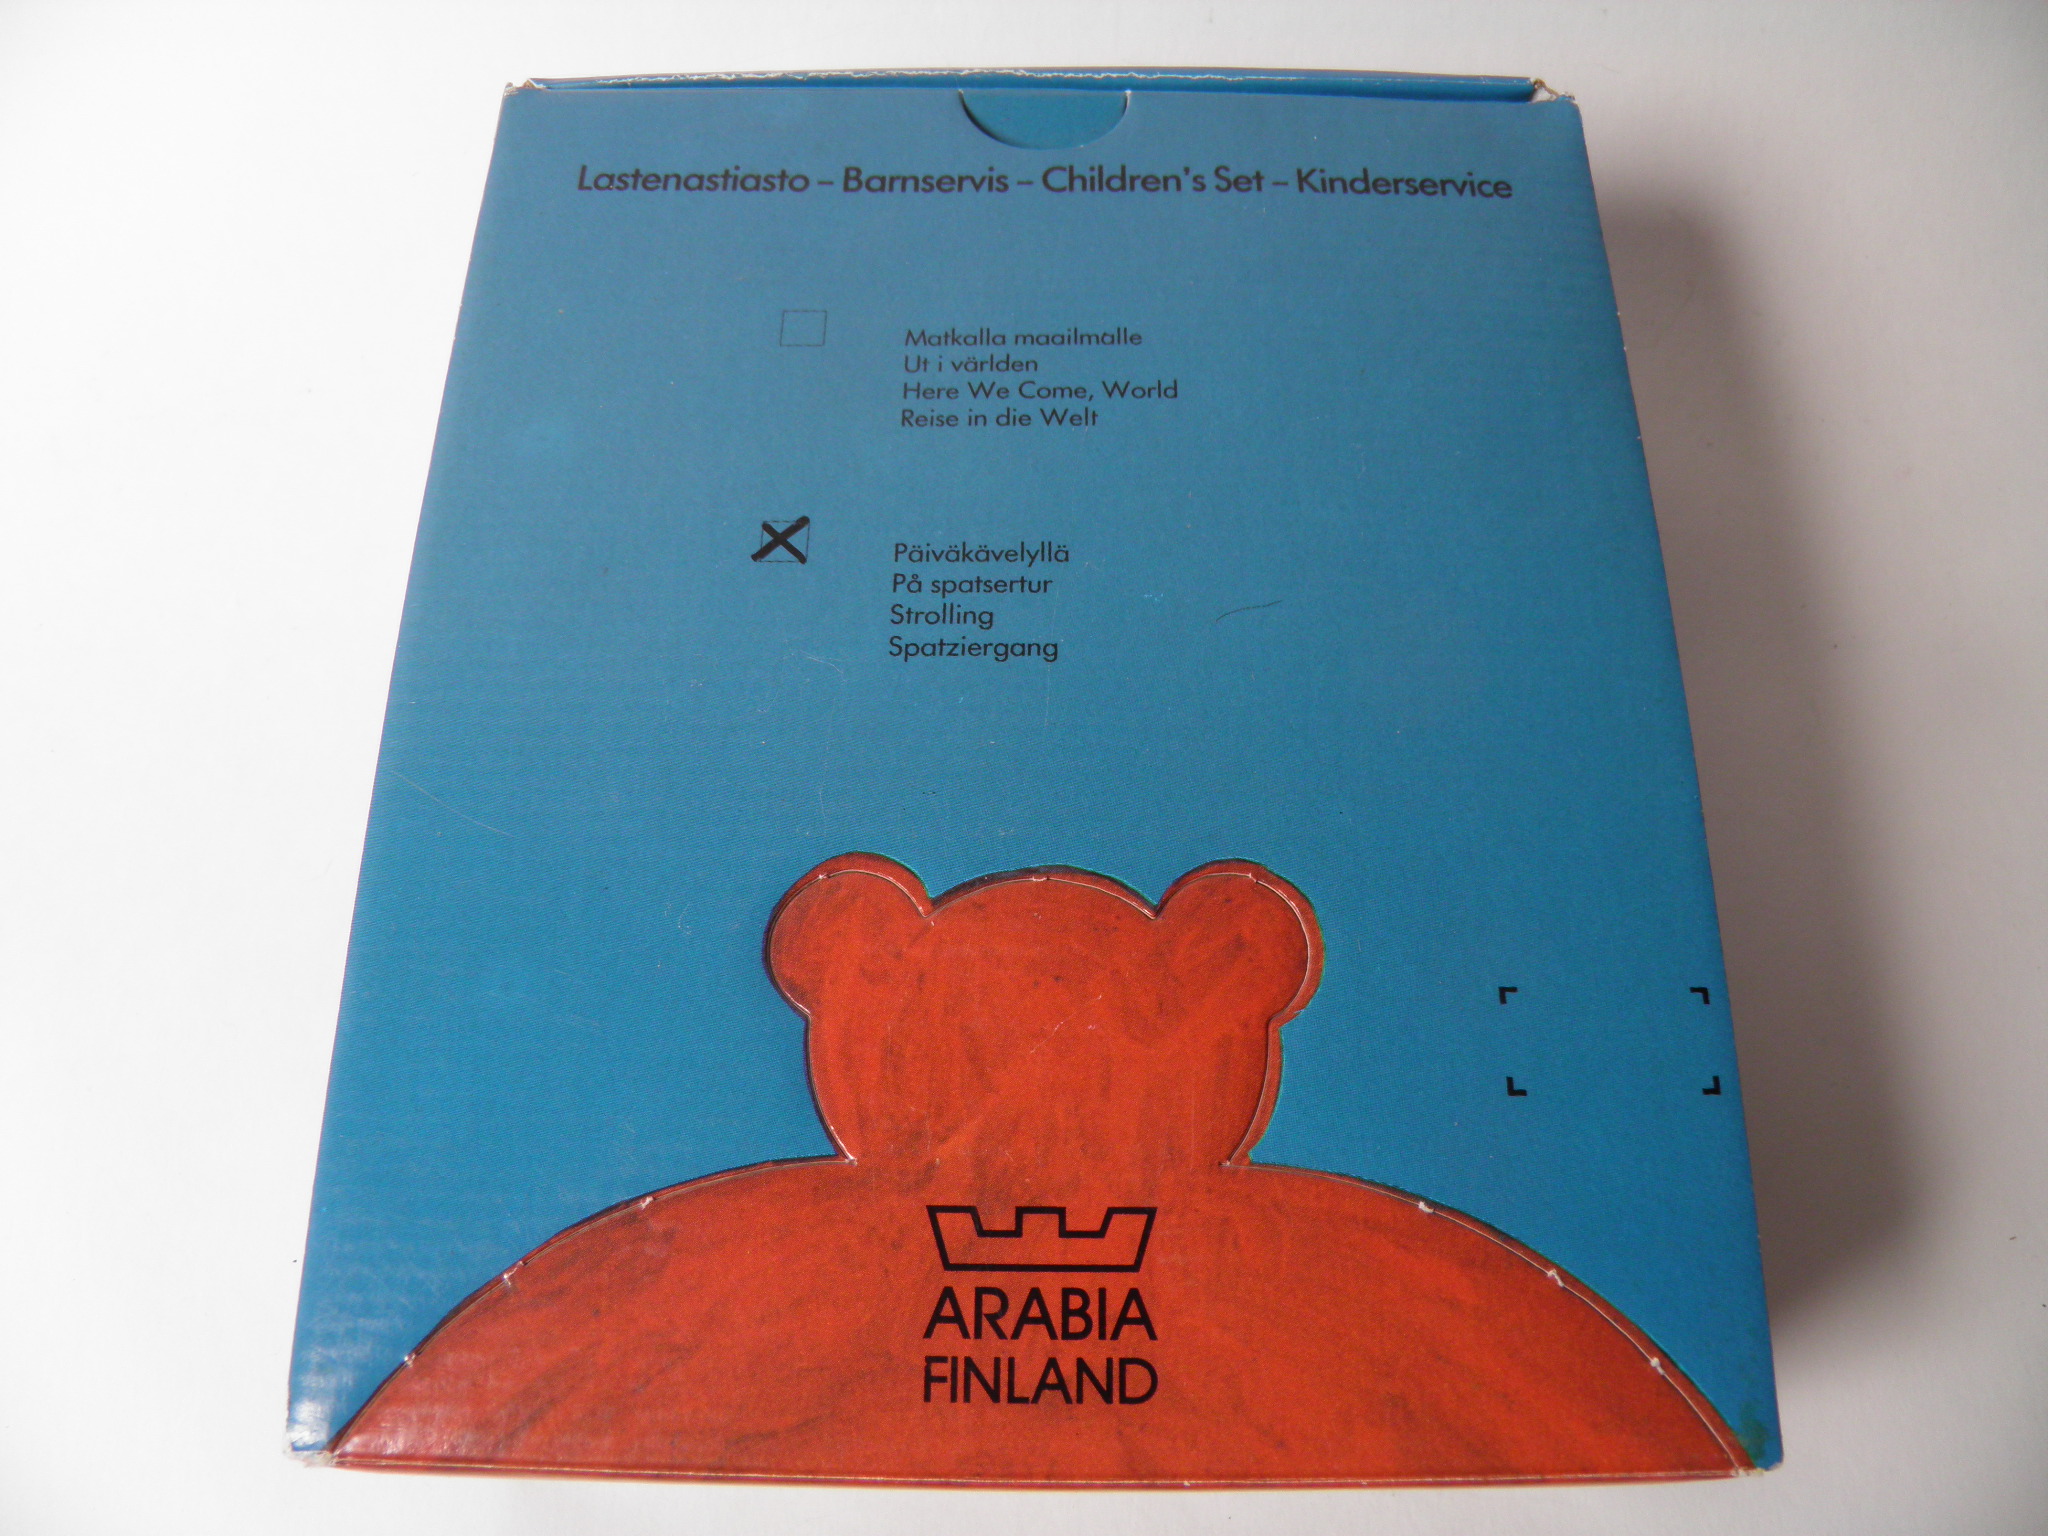 Lastenastiasto – Barnservis – Children's Set – Kinderservice
Matkalla maailmalle
Ut i världen
Here We Come, World
Reise in die Welt
Päiväkävelyllä
På spatsertur
Strolling
Spatziergang
ARABIA
FINLAND